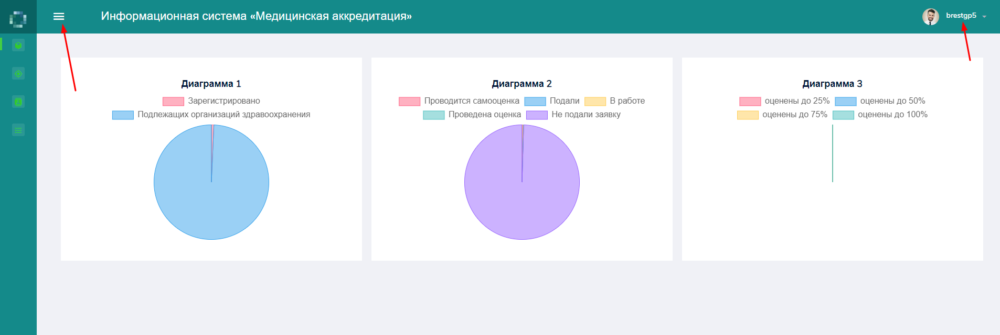 Информационная система «Медицинская аккредитация»
brestgp5
Диаграмма 1
Зарегистрировано
Подлежащих организаций здравоохранения
Диаграмма 2
Проводится самооценка Подали В работе
Проведена оценка Не подали заявку
Диаграмма 3
оценены до 25% оценены до 50%
оценены до 75% оценены до 100%